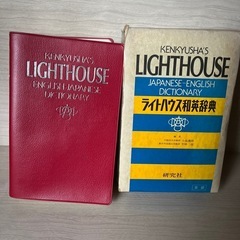 KENKYUSHA'S
LIGHTHOUSE
ENGLISH-JAPANESE
DICTIONARY
KENKYUSHA'S
LIGHTHOUSE
JAPANESE-ENGLISH
DICTIONARY
ライトハウス和英辞典
研究社